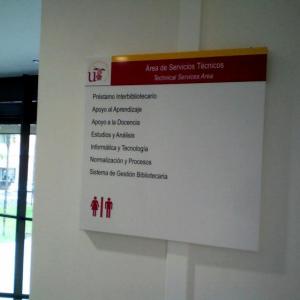 Área de Servicios Técnicos
Technical Services Area
Préstamo Interbibliotecario
Apoyo al Aprendizaje
Apoyo a la Docencia
Estudios y Análisis
Informática y Tecnología
Normalización y Procesos
Sistema de Gestión Bibliotecaria